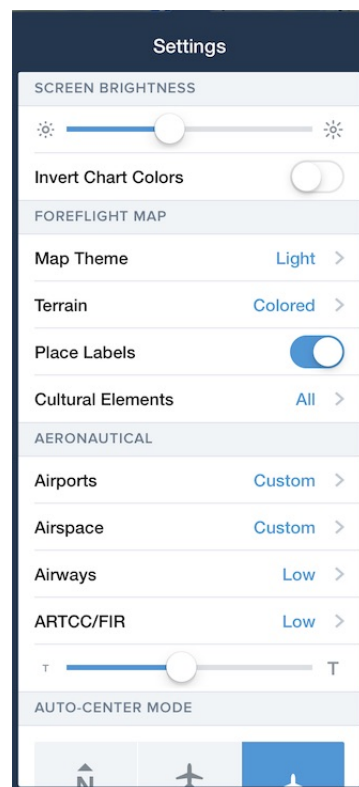 Settings
SCREEN BRIGHTNESS
Invert Chart Colors
FOREFLIGHT MAP
Map Theme Light
Terrain Colored
Place Labels
Cultural Elements All
AERONAUTICAL
Airports Custom
Airspace Custom
Airways Low
ARTCC/FIR Low
T T
AUTO-CENTER MODE
N